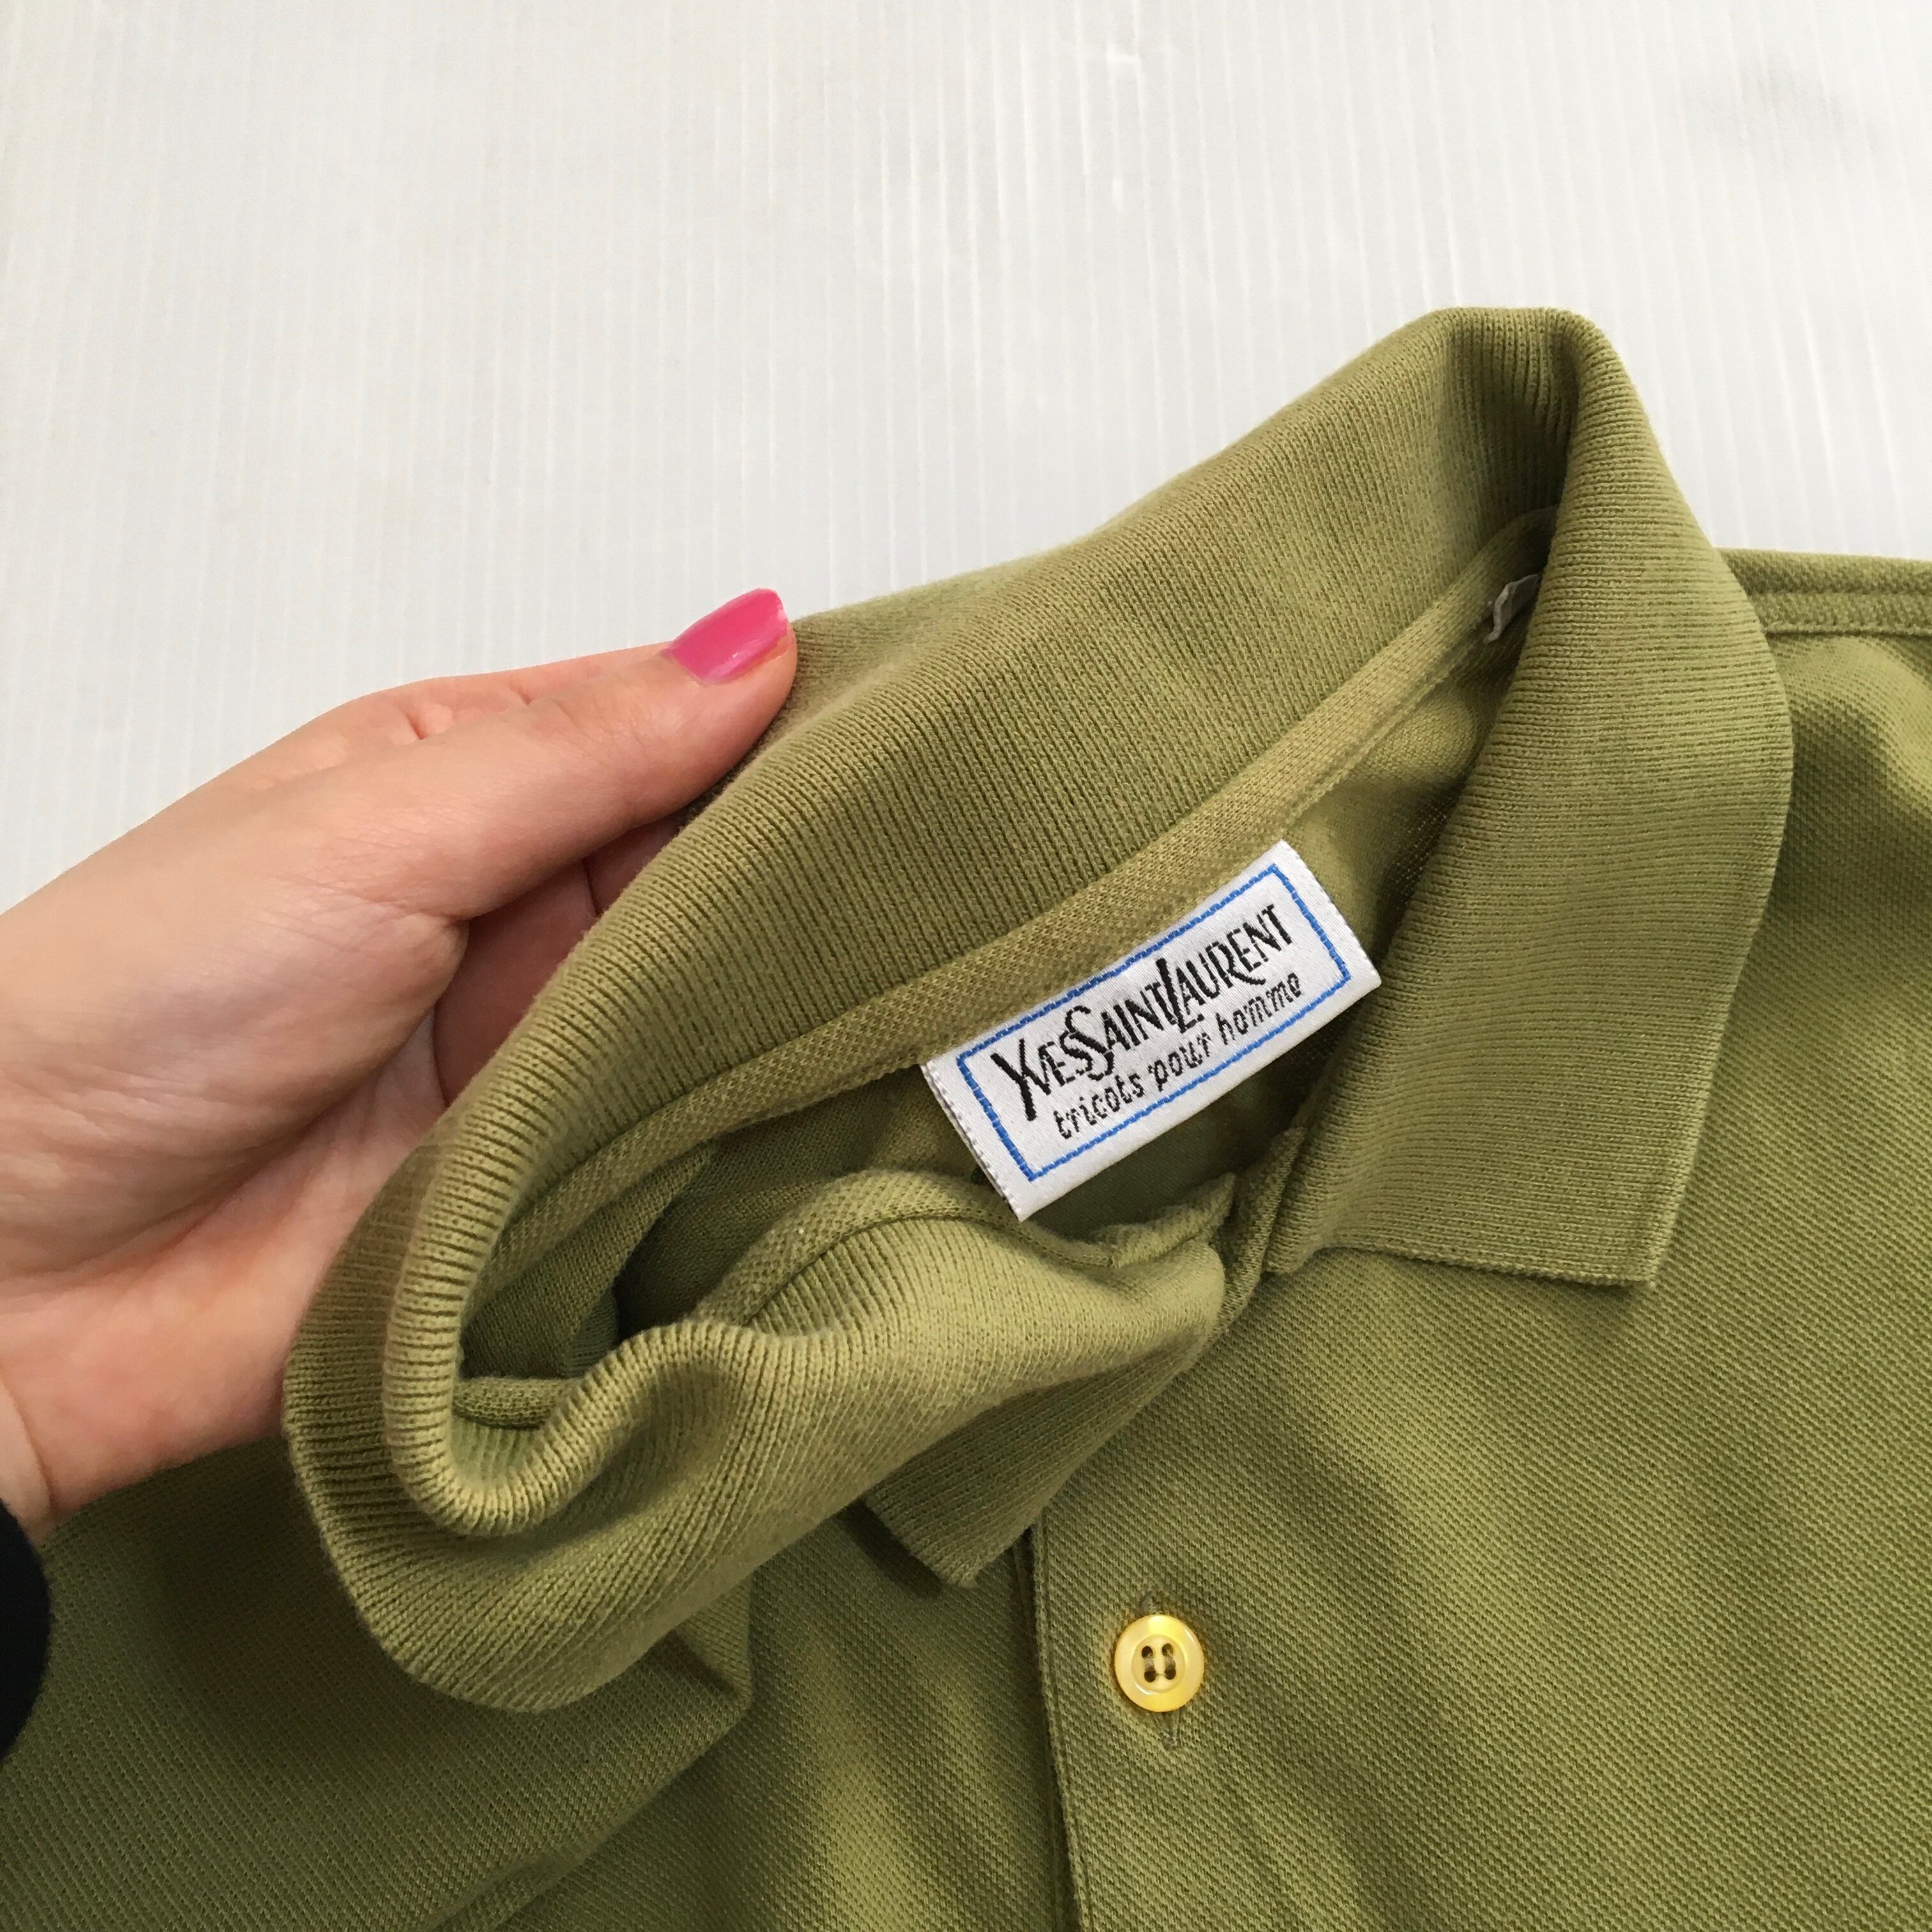 YVESSAINTLAURENT
tricots pour homme